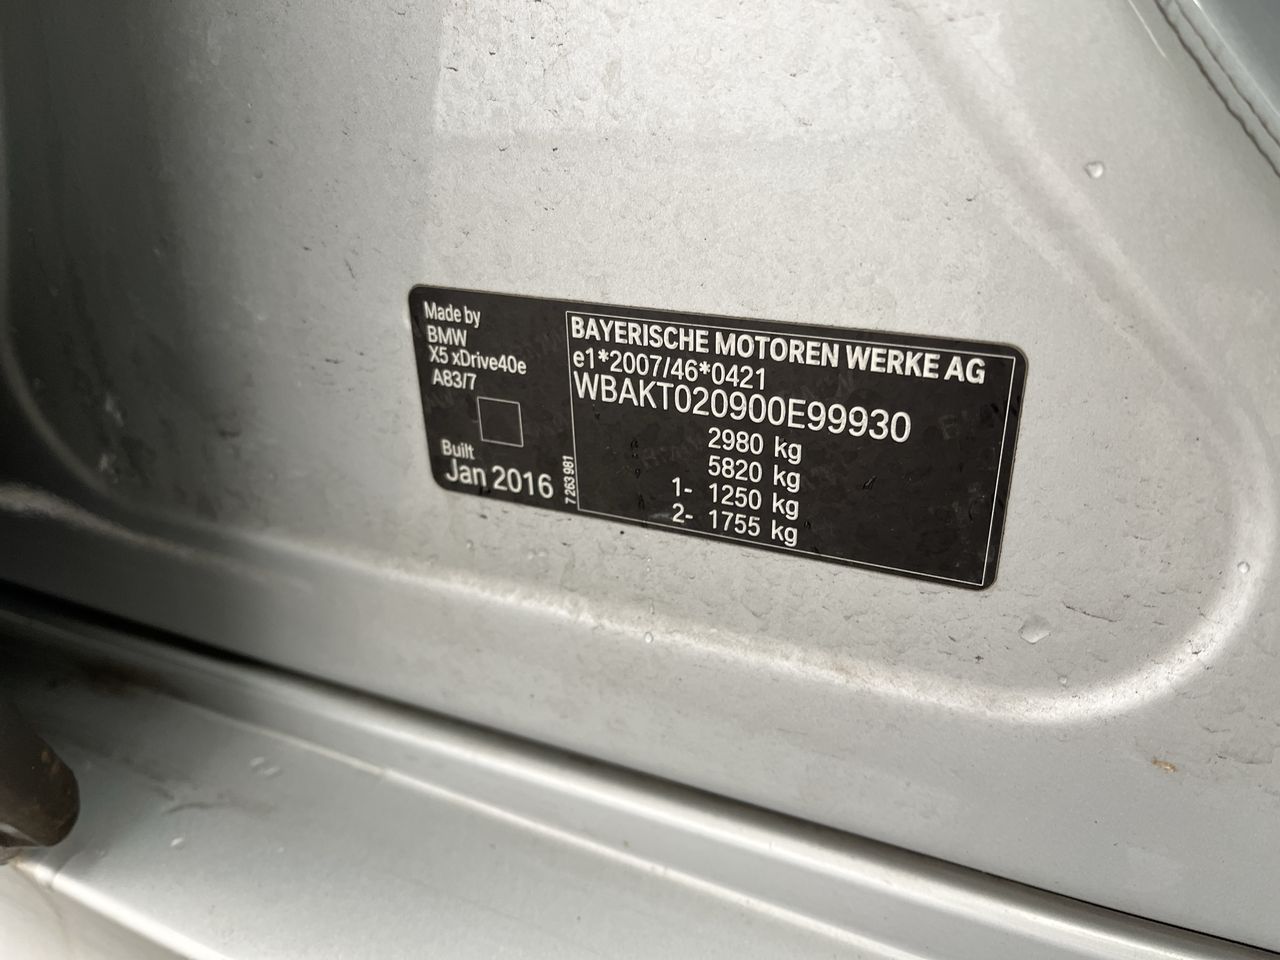 Made by
BMW
X5 xDrive40e
A83/7
Built
Jan 2016
7 263 981
BAYERISCHE MOTOREN WERKE AG
e1*2007/46*0421
WBAKT020900E99930
2980 kg
5820 kg
1- 1250 kg
2- 1755 kg